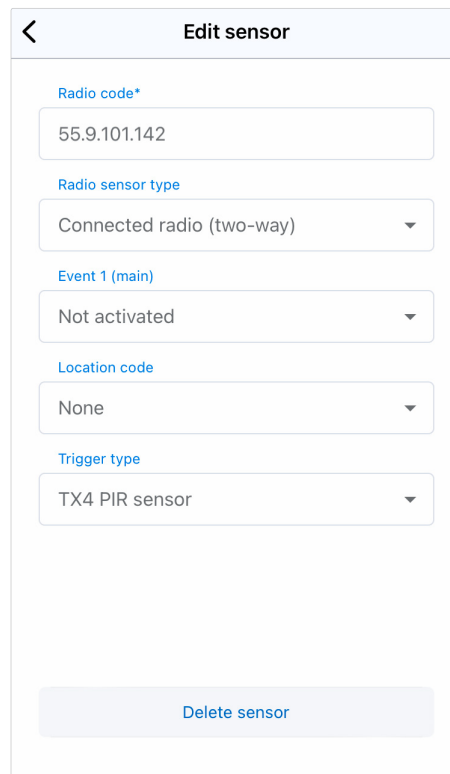 Edit sensor
Radio code*
55.9.101.142
Radio sensor type
Connected radio (two-way)
Event 1 (main)
Not activated
Location code
None
Trigger type
TX4 PIR sensor
Delete sensor